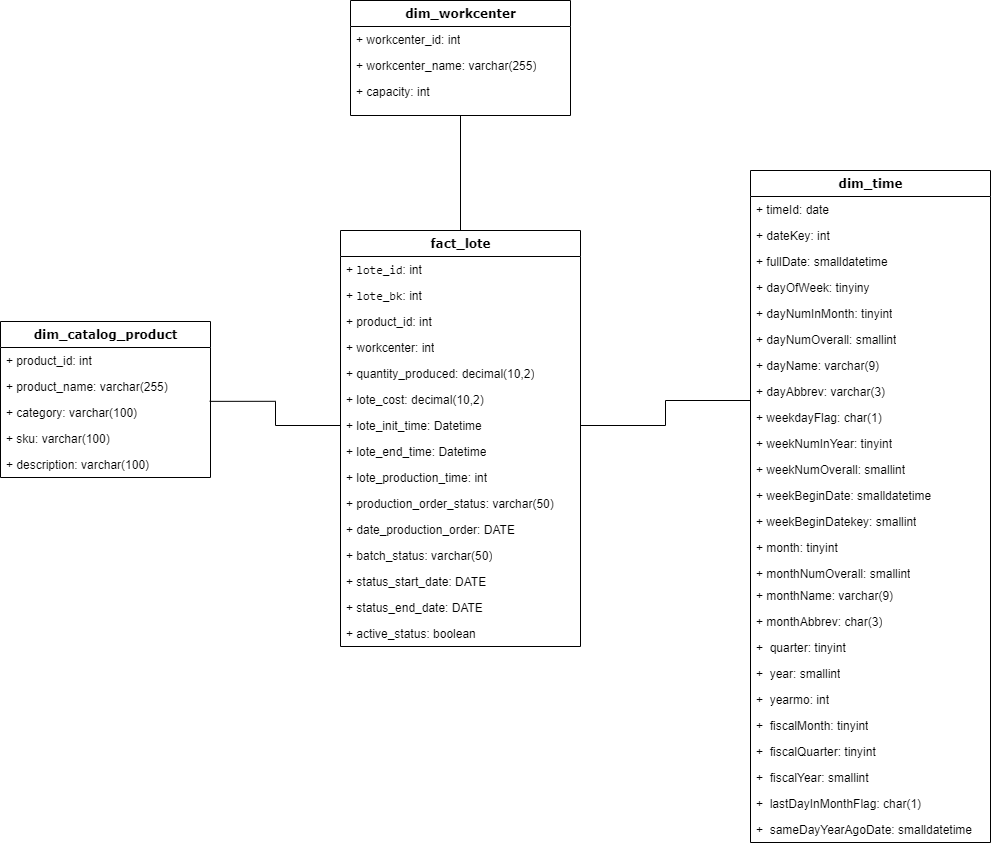 dim_workcenter
+ workcenter_id: int
+ workcenter_name: varchar(255)
+ capacity: int
dim_catalog_product
+ product_id: int
+ product_name: varchar(255)
+ category: varchar(100)
+ sku: varchar(100)
+ description: varchar(100)
fact_lote
+ lote_id: int
+ lote_bk: int
+ product_id: int
+ workcenter: int
+ quantity_produced: decimal(10,2)
+ lote_cost: decimal(10,2)
+ lote_init_time: Datetime
+ lote_end_time: Datetime
+ lote_production_time: int
+ production_order_status: varchar(50)
+ date_production_order: DATE
+ batch_status: varchar(50)
+ status_start_date: DATE
+ status_end_date: DATE
+ active_status: boolean
dim_time
+ timeId: date
+ dateKey: int
+ fullDate: smalldatetime
+ dayOfWeek: tinyiny
+ dayNumInMonth: tinyint
+ dayNumOverall: smallint
+ dayName: varchar(9)
+ dayAbbrev: varchar(3)
+ weekdayFlag: char(1)
+ weekNumInYear: tinyint
+ weekNumOverall: smallint
+ weekBeginDate: smalldatetime
+ weekBeginDatekey: smallint
+ month: tinyint
+ monthNumOverall: smallint
+ monthName: varchar(9)
+ monthAbbrev: char(3)
+ quarter: tinyint
+ year: smallint
+ yearmo: int
+ fiscalMonth: tinyint
+ fiscalQuarter: tinyint
+ fiscalYear: smallint
+ lastDayInMonthFlag: char(1)
+ sameDayYearAgoDate: smalldatetime